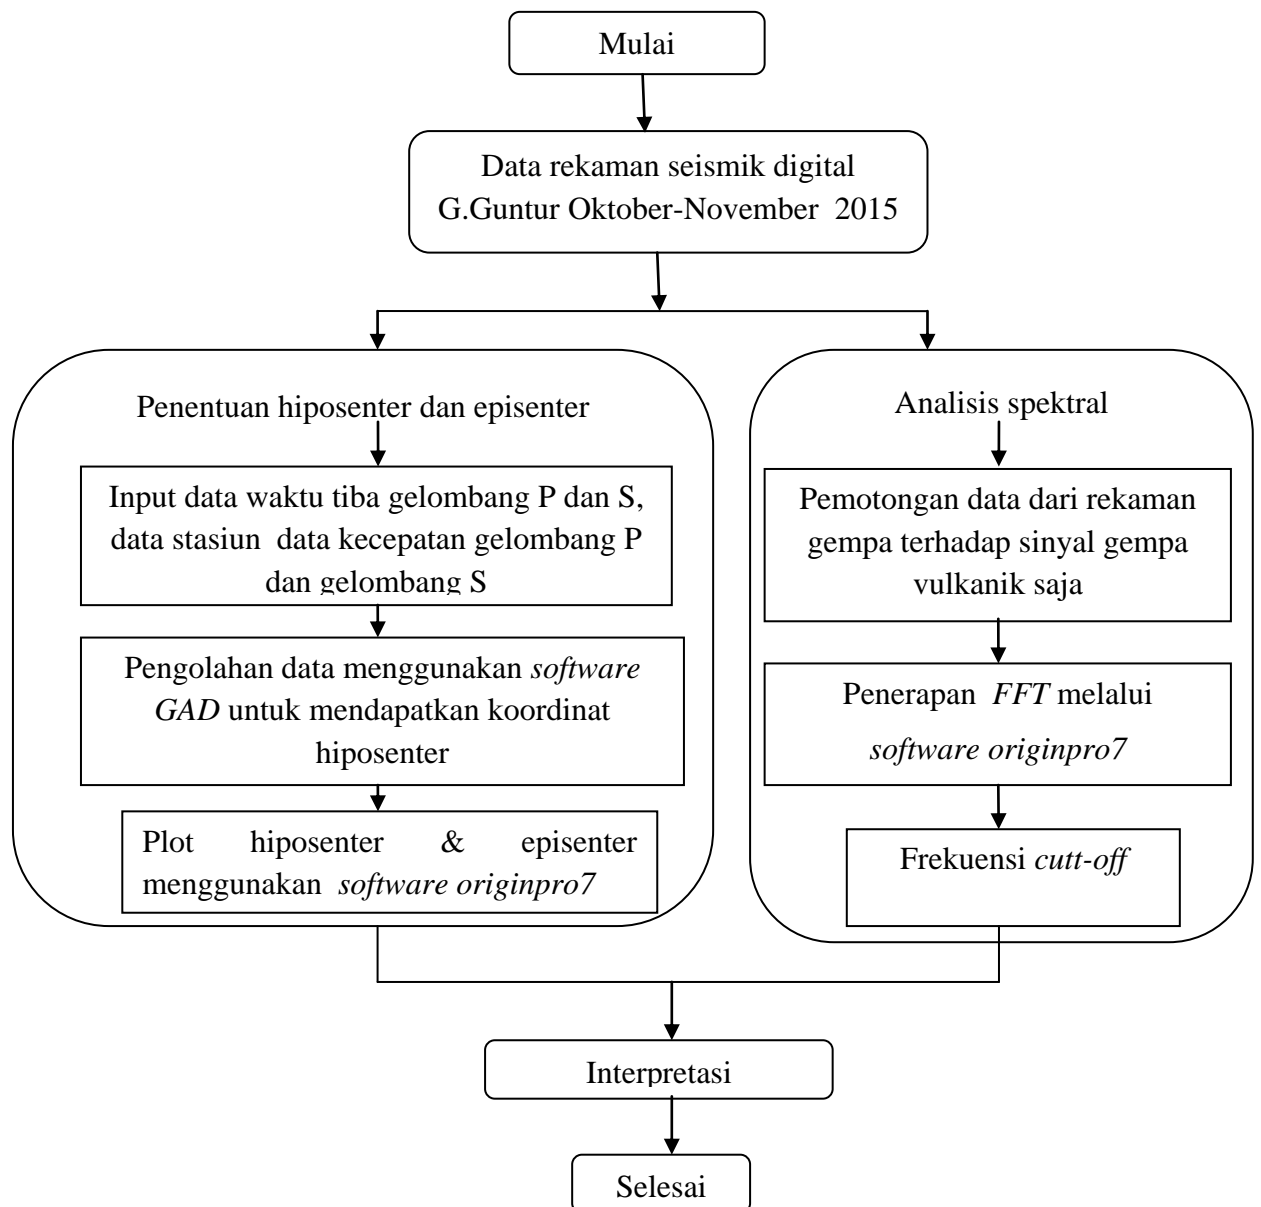 Mulai
Data rekaman seismik digital
G.Guntur Oktober-November 2015
Penentuan hiposenter dan episenter
Input data waktu tiba gelombang P dan S,
data stasiun data kecepatan gelombang P
dan gelombang S
Pengolahan data menggunakan software
GAD untuk mendapatkan koordinat
hiposenter
Plot hiposenter & episenter
menggunakan software originpro7
Analisis spektral
Pemotongan data dari rekaman
gempa terhadap sinyal gempa
vulkanik saja
Penerapan FFT melalui
software originpro7
Frekuensi cutt-off
Interpretasi
Selesai